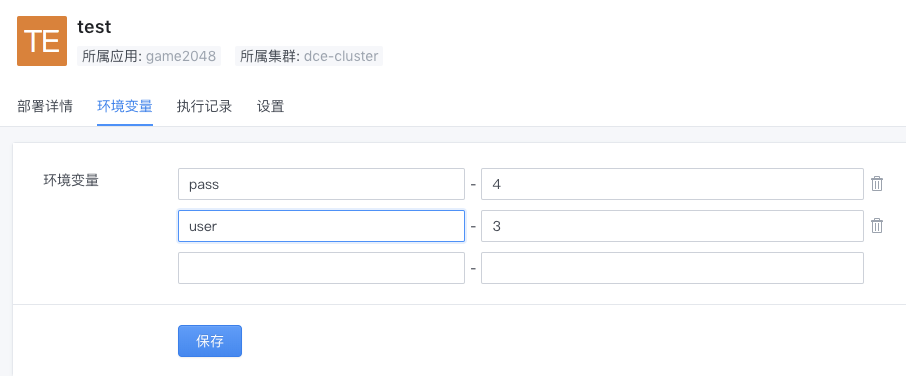 TE
test
所属应用: game2048 所属集群: dce-cluster
部署详情 环境变量 执行记录 设置
环境变量 pass - 4
user - 3
-
保存